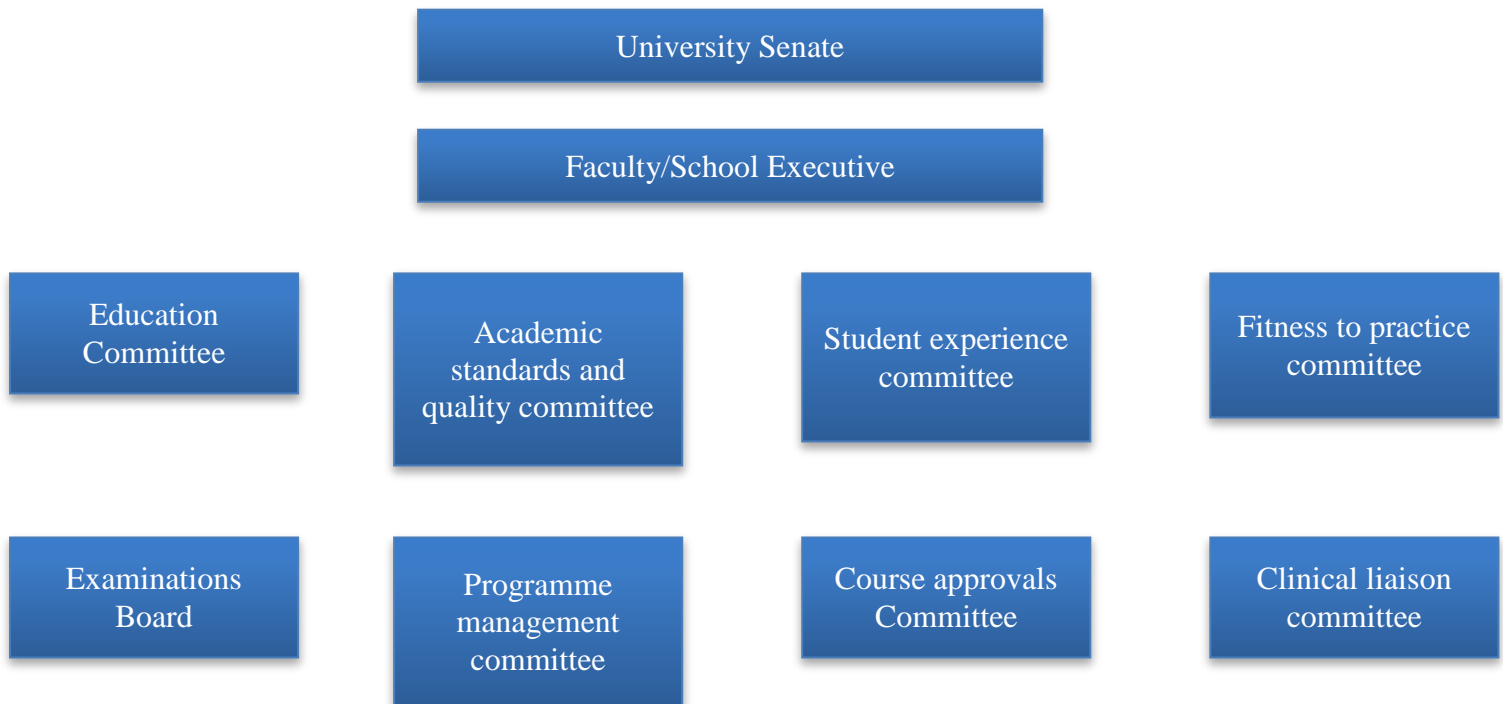 University Senate
Faculty/School Executive
Education
Committee
Academic
standards and
quality committee
Student experience
committee
Fitness to practice
committee
Examinations
Board
Programme
management
committee
Course approvals
Committee
Clinical liaison
committee